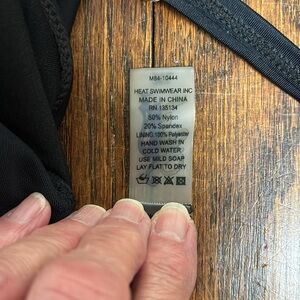 M84-10444
HEAT SWIMWEAR INC
MADE IN CHINA
RN 135134
80% Nylon
20% Spandex
LINING 100% Polyester
HAND WASH IN
COLD WATER
USE MILD SOAP
LAY FLAT TO DRY